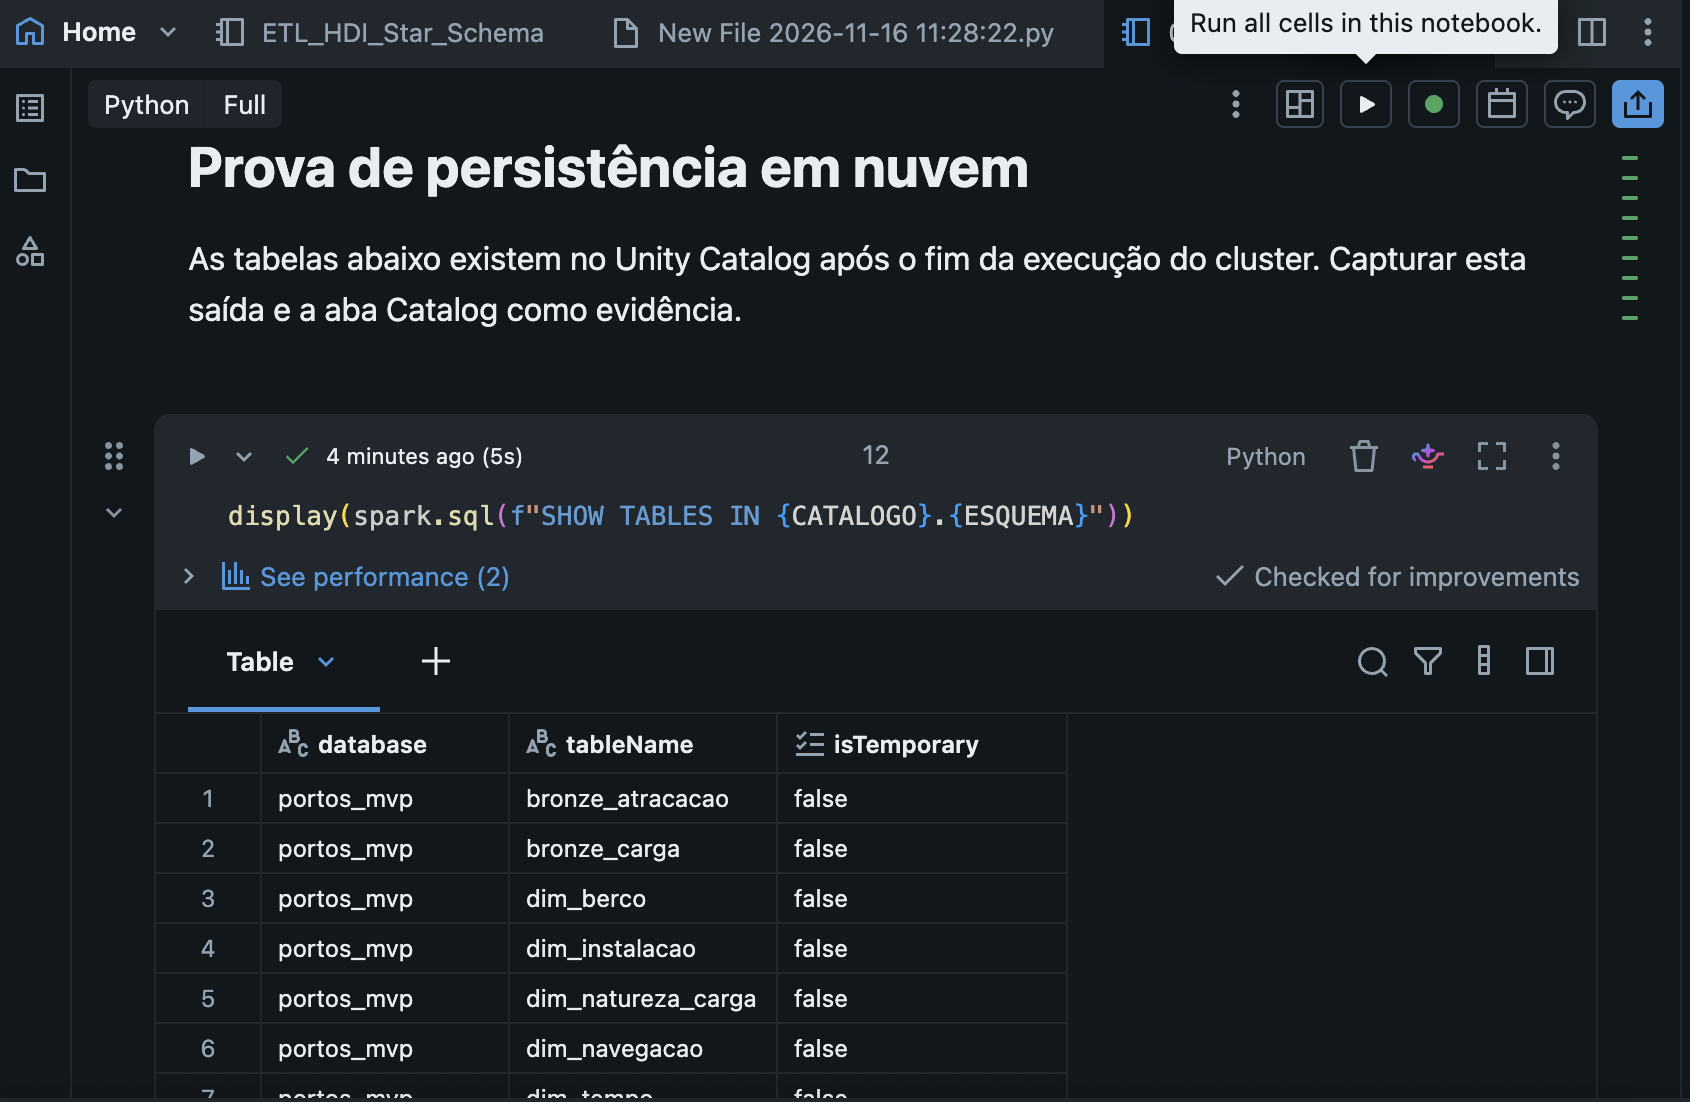 Home
ETL_HDI_Star_Schema
New File 2026-11-16 11:28:22.py
Run all cells in this notebook.
Python Full
Prova de persistência em nuvem
As tabelas abaixo existem no Unity Catalog após o fim da execução do cluster. Capturar esta
saída e a aba Catalog como evidência.
4 minutes ago (5s)
12
Python
display(spark.sql(f"SHOW TABLES IN {CATALOGO}.{ESQUEMA}"))
See performance (2)
Checked for improvements
Table
database tableName isTemporary
1 portos_mvp bronze_atracacao false
2 portos_mvp bronze_carga false
3 portos_mvp dim_berco false
4 portos_mvp dim_instalacao false
5 portos_mvp dim_natureza_carga false
6 portos_mvp dim_navegacao false
7 portos_mvp dim_tempo false